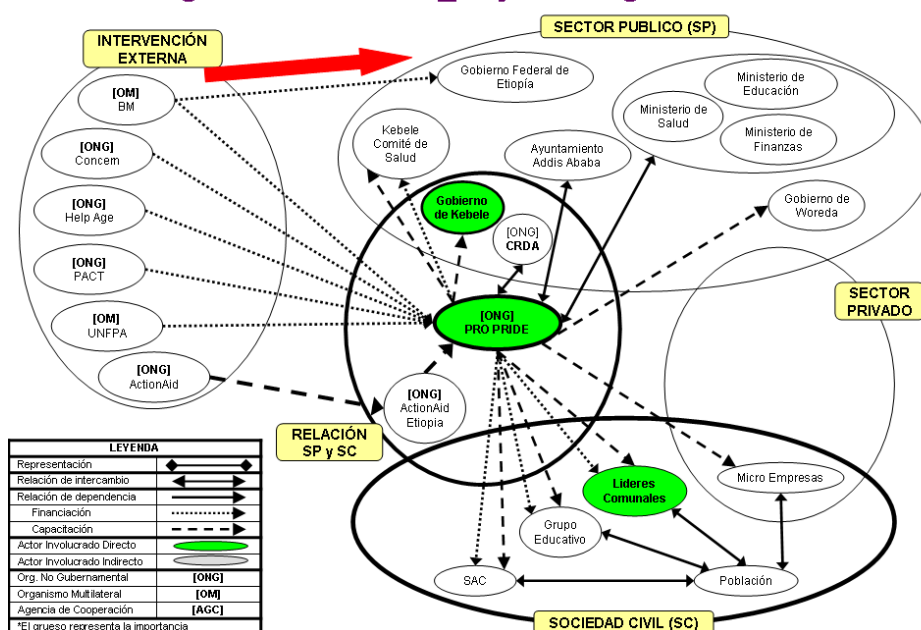 INTERVENCIÓN
EXTERNA
SECTOR PUBLICO (SP)
[OM]
BM
Gobierno Federal de
Etiopía
Ministerio de
Educación
Ministerio de
Salud
Ministerio de
Finanzas
[ONG]
Concern
Kebele
Comité de
Salud
Ayuntamiento
Addis Ababa
[ONG]
Help Age
Gobierno
de Kebele
[ONG]
CRDA
Gobierno de
Woreda
[ONG]
PACT
[OM]
UNFPA
[ONG]
PRO PRIDE
SECTOR
PRIVADO
[ONG]
ActionAid
[ONG]
ActionAid
Etiopia
RELACIÓN
SP y SC
Lideres
Comunales
Micro Empresas
Grupo
Educativo
SAC
Población
SOCIEDAD CIVIL (SC)
LEYENDA
Representación
Relación de intercambio
Relación de dependencia
Financiación
Capacitación
Actor Involucrado Directo
Actor Involucrado Indirecto
Org. No Gubernamental [ONG]
Organismo Multilateral [OM]
Agencia de Cooperación [AGC]
*El grueso representa la importancia